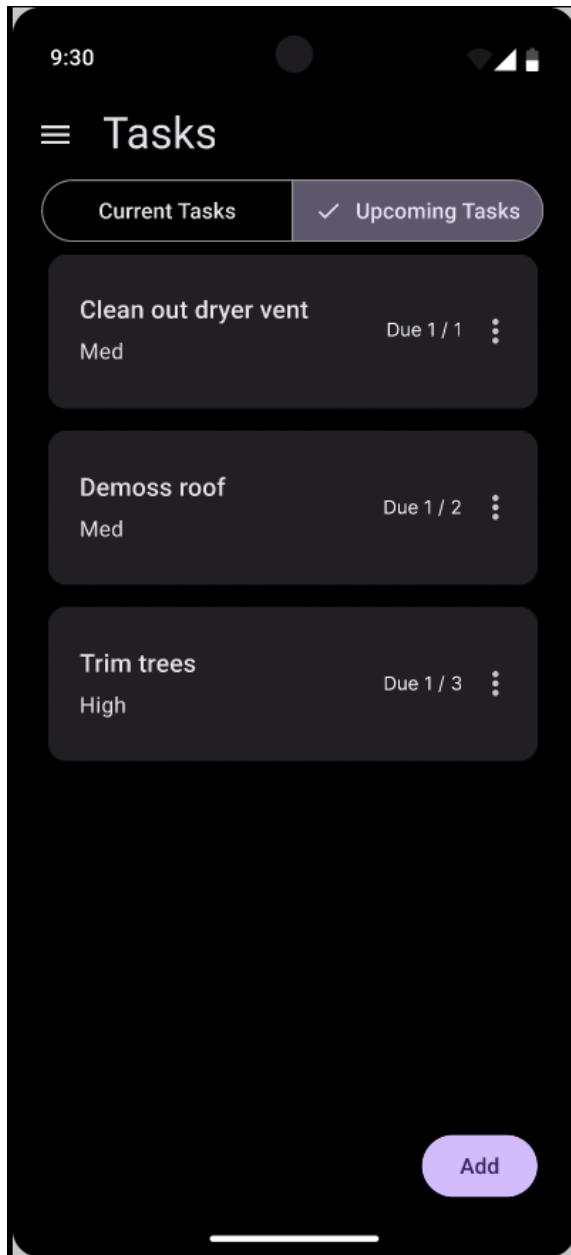 9:30
Tasks
Current Tasks
Upcoming Tasks
Clean out dryer vent
Med
Due 1 / 1
Demoss roof
Med
Due 1 / 2
Trim trees
High
Due 1 / 3
Add